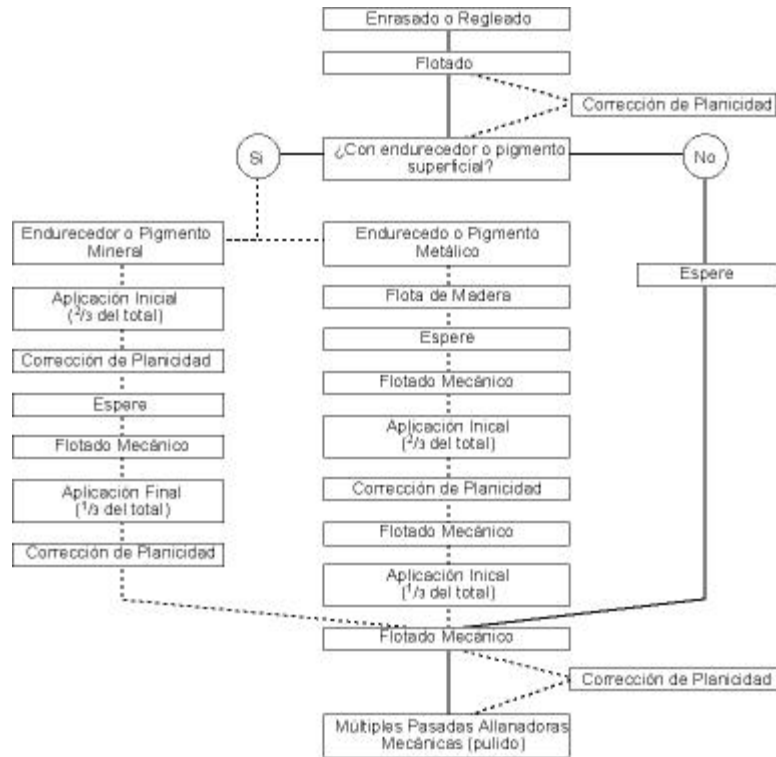 Enrasado o Regleado
Flotado
Corrección de Planicidad
¿Con endurecedor o pigmento
superficial?
Si
No
Endurecedor o Pigmento
Mineral
Endurecedo o Pigmento
Metálico
Espere
Aplicación Inicial
(2/3 del total)
Corrección de Planicidad
Espere
Flotado Mecánico
Aplicación Final
(1/3 del total)
Corrección de Planicidad
Flota de Madera
Espere
Flotado Mecánico
Aplicación Inical
(2/3 del total)
Corrección de Planicidad
Flotado Mecánico
Aplicación Inical
(1/3 del total)
Flotado Mecánico
Corrección de Planicidad
Múltiples Pasadas Allanadoras
Mecánicas (pulido)